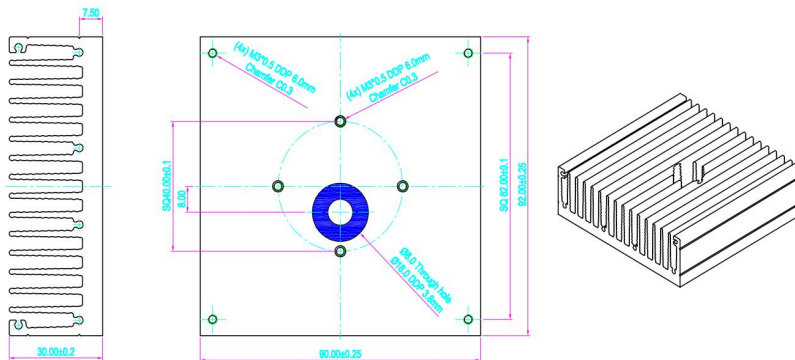 7.50
(4x) M3*0.5 DDP 6.0mm
Chamfer C0.3
(4x) M3*0.5 DDP 6.0mm
Chamfer C0.3
SQ40.00±0.1
8.00
SQ 82.00±0.1
92.00±0.25
Ø8.0 Through hole
Ø18.0 DDP 3.8mm
30.00±0.2
90.00±0.25